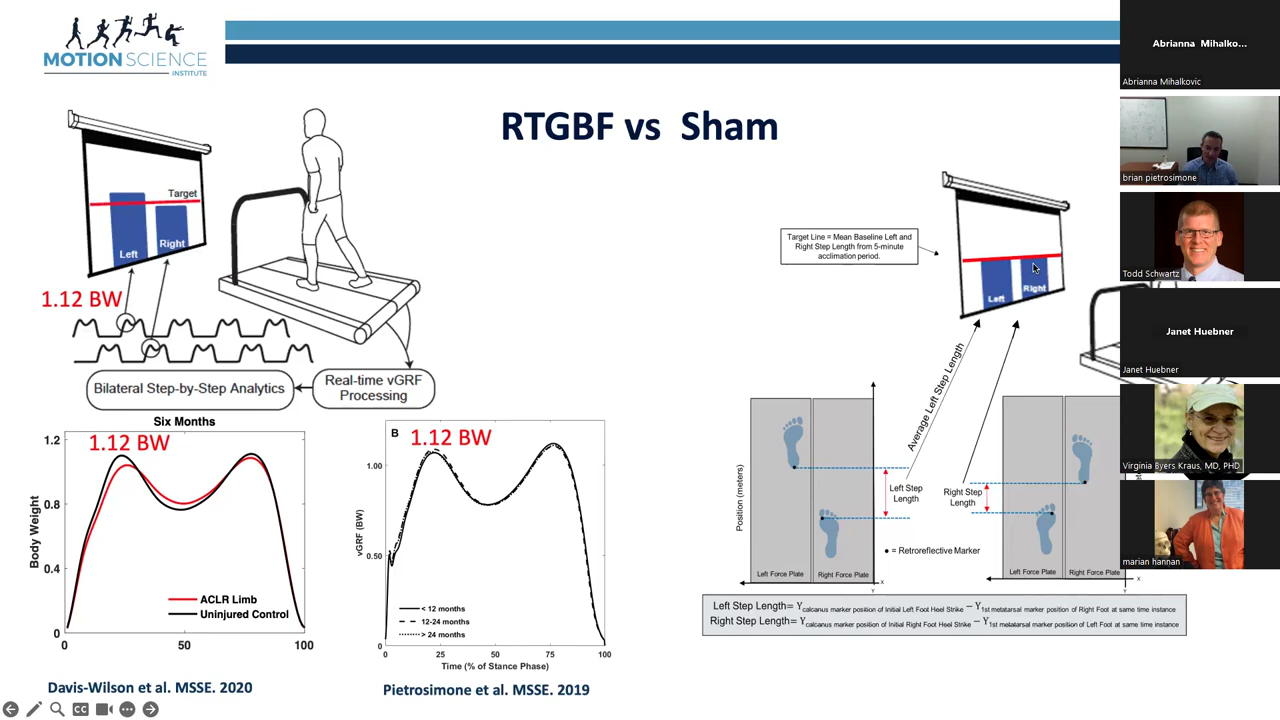 MOTION SCIENCE
INSTITUTE
RTGBF vs Sham
Target
Left
Right
1.12 BW
Bilateral Step-by-Step Analytics
Real-time vGRF
Processing
Six Months
1.12 BW
1.2
0.8
0.4
0
Body Weight
ACLR Limb
Uninjured Control
0
50
100
Davis-Wilson et al. MSSE. 2020
B
1.12 BW
1.00
0.50
0
vGRF (BW)
< 12 months
12-24 months
> 24 months
0
25
50
75
100
Time (% of Stance Phase)
Pietrosimone et al. MSSE. 2019
Target Line = Mean Baseline Left and
Right Step Length from 5-minute
acclimation period.
Left
Right
Average Left Step Length
Position (meters)
Left Step
Length
Right Step
Length
= Retroreflective Marker
Left Force Plate
Right Force Plate
X
Y
Left Force Plate
Right Force Plate
X
Y
Left Step Length= Y calcanus marker position of Initial Left Foot Heel Strike − Y 1st metatarsal marker position of Right Foot at same time instance
Right Step Length= Y calcanus marker position of Initial Right Foot Heel Strike − Y 1st metatarsal marker position of Left Foot at same time instance
Abrianna Mihalko...
Abrianna Mihalkovic
brian pietrosimone
Todd Schwartz
Janet Huebner
Janet Huebner
Virginia Byers Kraus, MD, PHD
marian hannan
CC